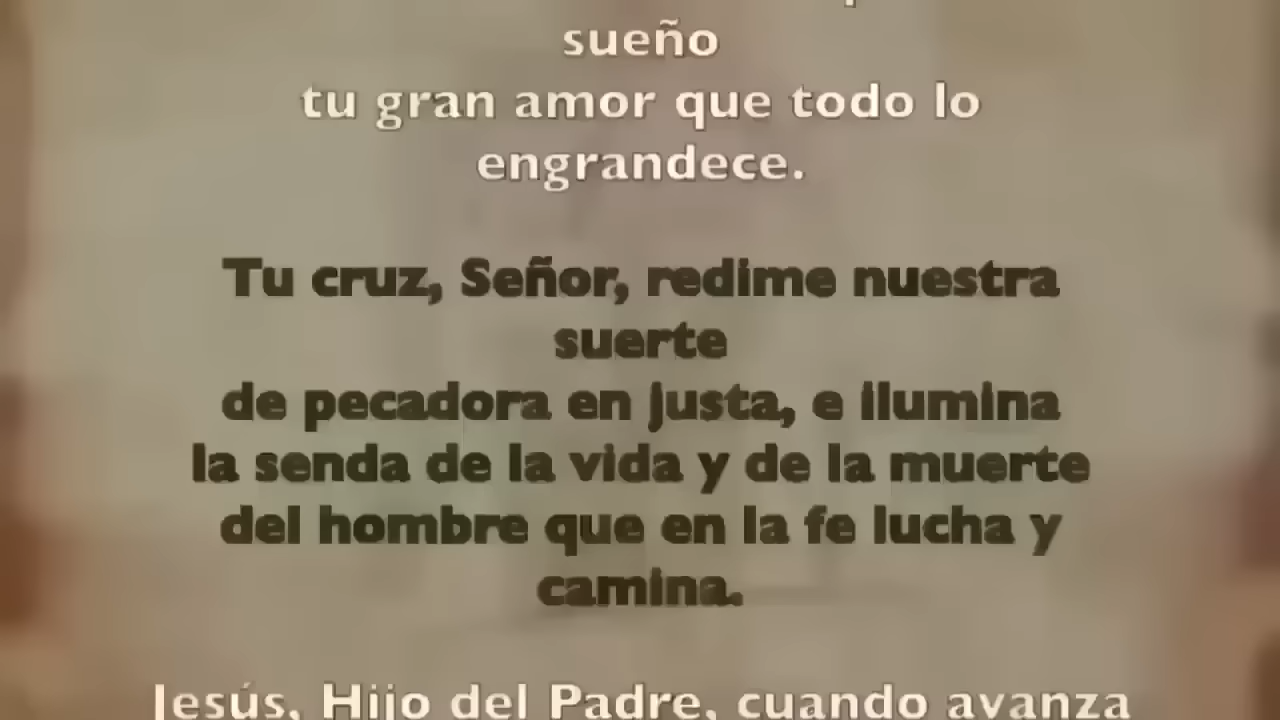 sueño
tu gran amor que todo lo
engrandece.
Tu cruz, Señor, redime nuestra
suerte
de pecadora en justa, e ilumina
la senda de la vida y de la muerte
del hombre que en la fe lucha y
camina.
Jesús, Hijo del Padre, cuando avanza